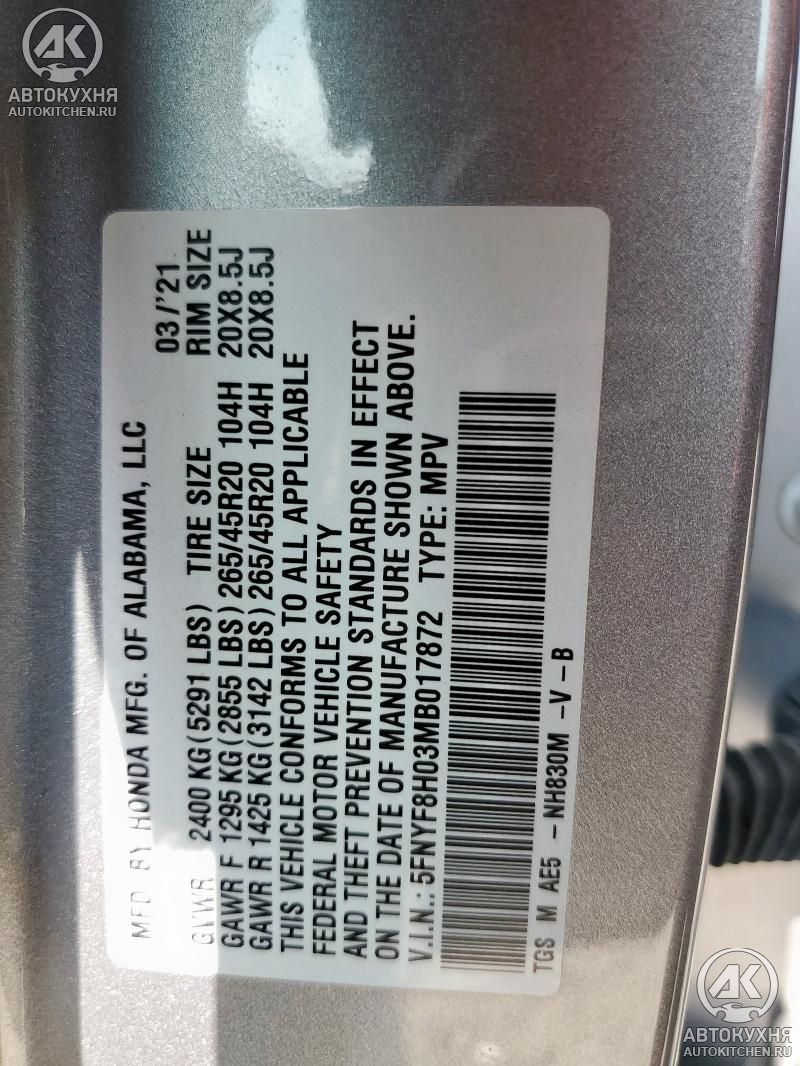 АВТОКУХНЯ
AUTOKITCHEN.RU
MFD BY HONDA MFG. OF ALABAMA, LLC 03/'21
GVWR 2400 KG(5291 LBS) TIRE SIZE RIM SIZE
GAWR F 1295 KG(2855 LBS)265/45R20 104H 20X8.5J
GAWR R 1425 KG(3142 LBS)265/45R20 104H 20X8.5J
THIS VEHICLE CONFORMS TO ALL APPLICABLE
FEDERAL MOTOR VEHICLE SAFETY
AND THEFT PREVENTION STANDARDS IN EFFECT
ON THE DATE OF MANUFACTURE SHOWN ABOVE.
V.I.N.: 5FNYF8H03MB017872 TYPE: MPV
TGS M AE5 - NH830M -V-B
АВТОКУХНЯ
AUTOKITCHEN.RU